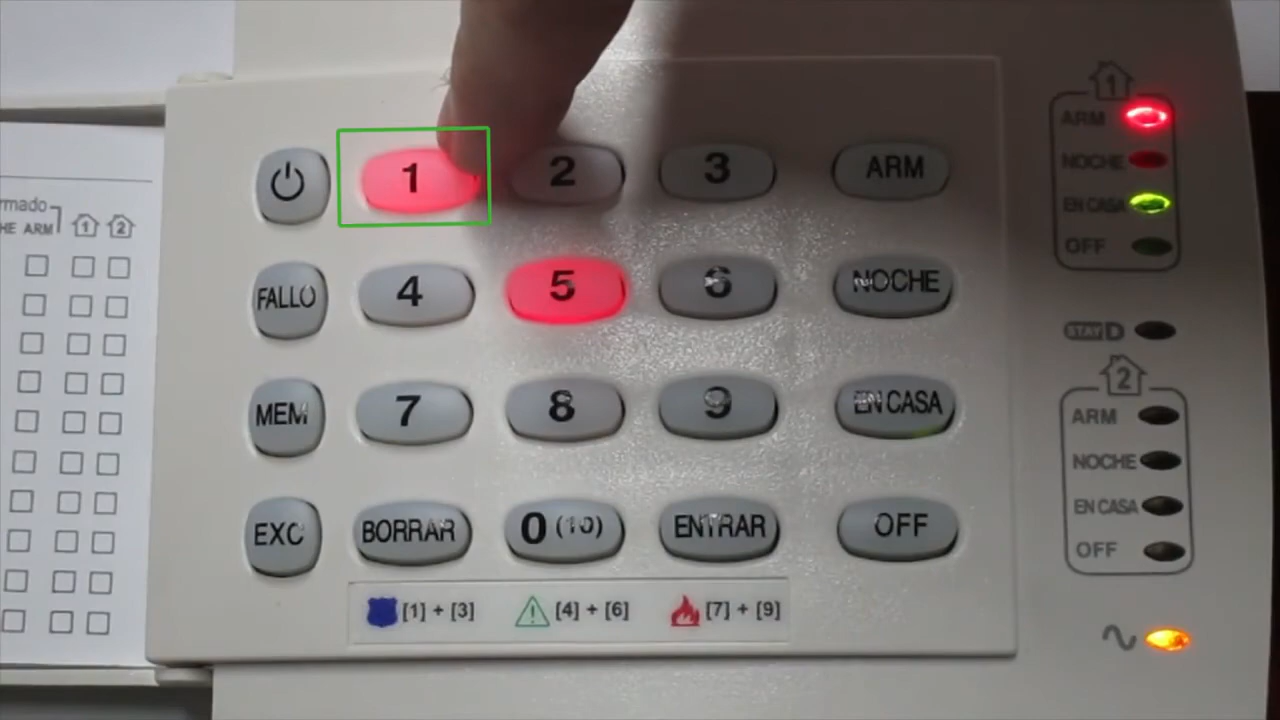 rmado
HE ARM 1 2
1 2 3 ARM
FALLO 4 5 6 NOCHE
MEM 7 8 9 EN CASA
EXC BORRAR 0 (10) ENTRAR OFF
[1] + [3] [4] + [6] [7] + [9]
1
ARM
NOCHE
EN CASA
OFF
STAY D
2
ARM
NOCHE
EN CASA
OFF